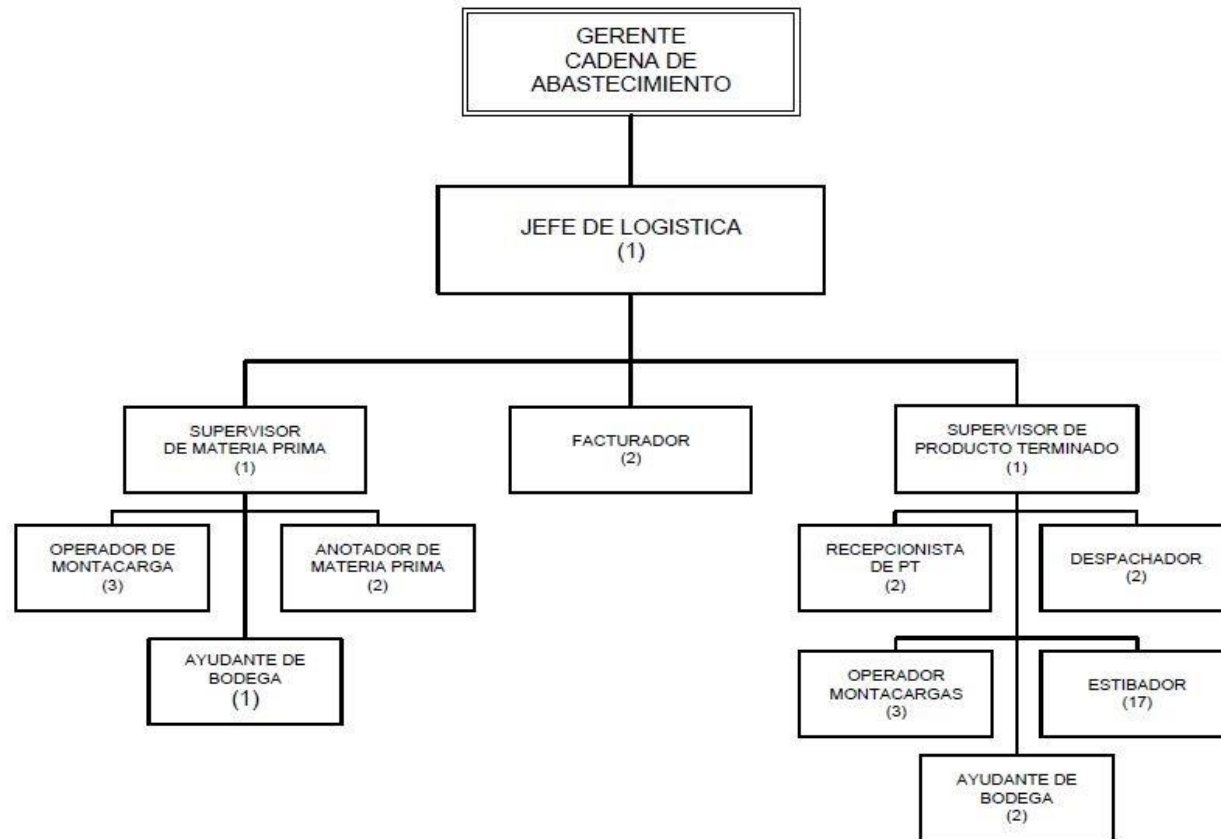 GERENTE
CADENA DE
ABASTECIMIENTO
JEFE DE LOGISTICA
(1)
SUPERVISOR
DE MATERIA PRIMA
(1)
FACTURADOR
(2)
SUPERVISOR DE
PRODUCTO TERMINADO
(1)
OPERADOR DE
MONTACARGA
(3)
ANOTADOR DE
MATERIA PRIMA
(2)
RECEPCIONISTA
DE PT
(2)
DESPACHADOR
(2)
AYUDANTE DE
BODEGA
(1)
OPERADOR
MONTACARGAS
(3)
ESTIBADOR
(17)
AYUDANTE DE
BODEGA
(2)